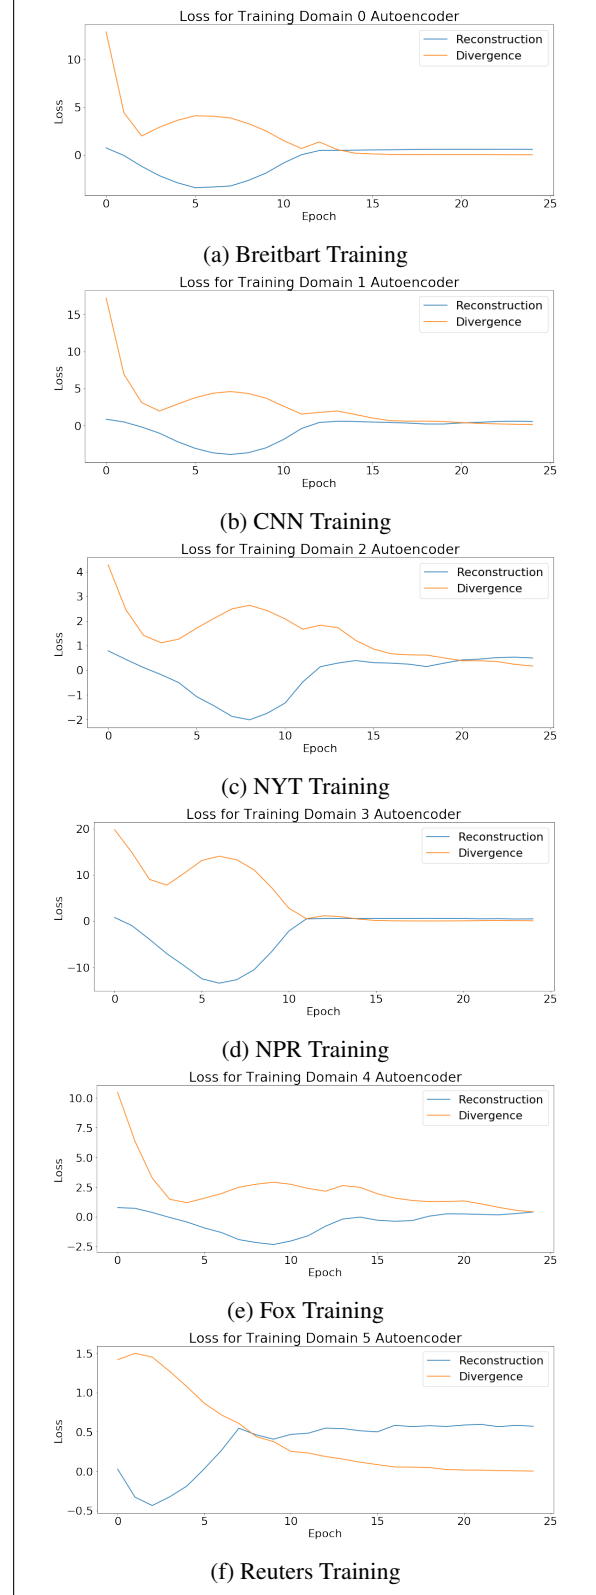 Loss for Training Domain 0 Autoencoder
Reconstruction
Divergence
10
5
0
Loss
0 5 10 15 20 25
Epoch
(a) Breitbart Training
Loss for Training Domain 1 Autoencoder
Reconstruction
Divergence
15
10
5
0
Loss
0 5 10 15 20 25
Epoch
(b) CNN Training
Loss for Training Domain 2 Autoencoder
Reconstruction
Divergence
4
3
2
1
0
−1
−2
Loss
0 5 10 15 20 25
Epoch
(c) NYT Training
Loss for Training Domain 3 Autoencoder
Reconstruction
Divergence
20
10
0
−10
Loss
0 5 10 15 20 25
Epoch
(d) NPR Training
Loss for Training Domain 4 Autoencoder
Reconstruction
Divergence
10.0
7.5
5.0
2.5
0.0
−2.5
Loss
0 5 10 15 20 25
Epoch
(e) Fox Training
Loss for Training Domain 5 Autoencoder
Reconstruction
Divergence
1.5
1.0
0.5
0.0
−0.5
Loss
0 5 10 15 20 25
Epoch
(f) Reuters Training